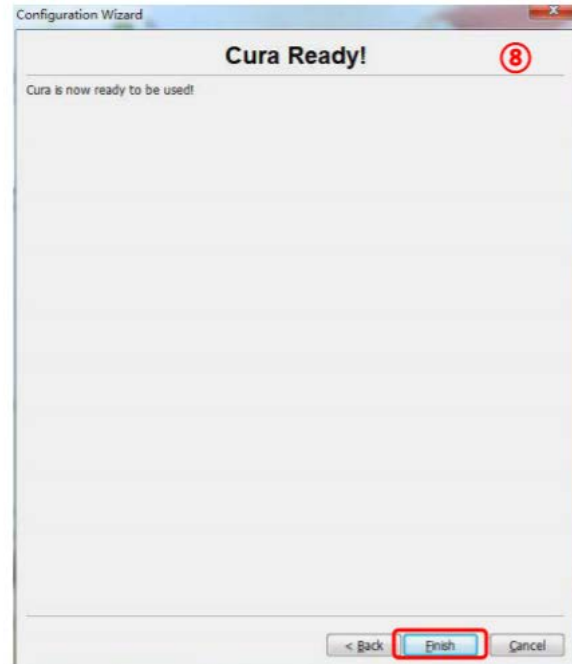 Configuration Wizard
x
Cura Ready!
⑧
Cura is now ready to be used!
< Back
Finish
Cancel